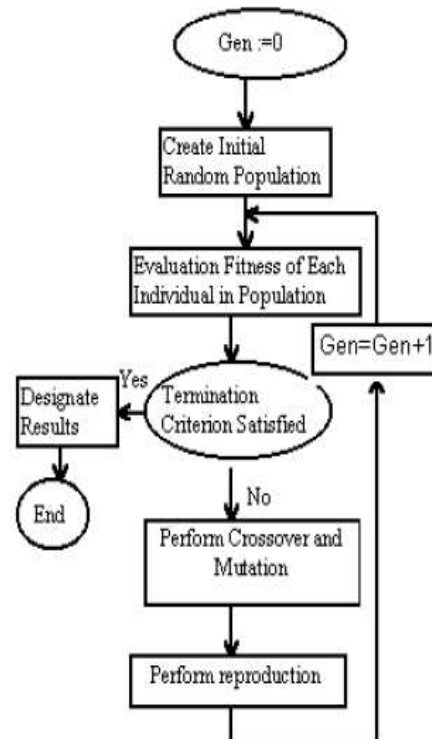 Gen :=0
Create Initial
Random Population
Evaluation Fitness of Each
Individual in Population
Gen=Gen+1
Yes
Termination
Criterion Satisfied
Designate
Results
End
No
Perform Crossover and
Mutation
Perform reproduction